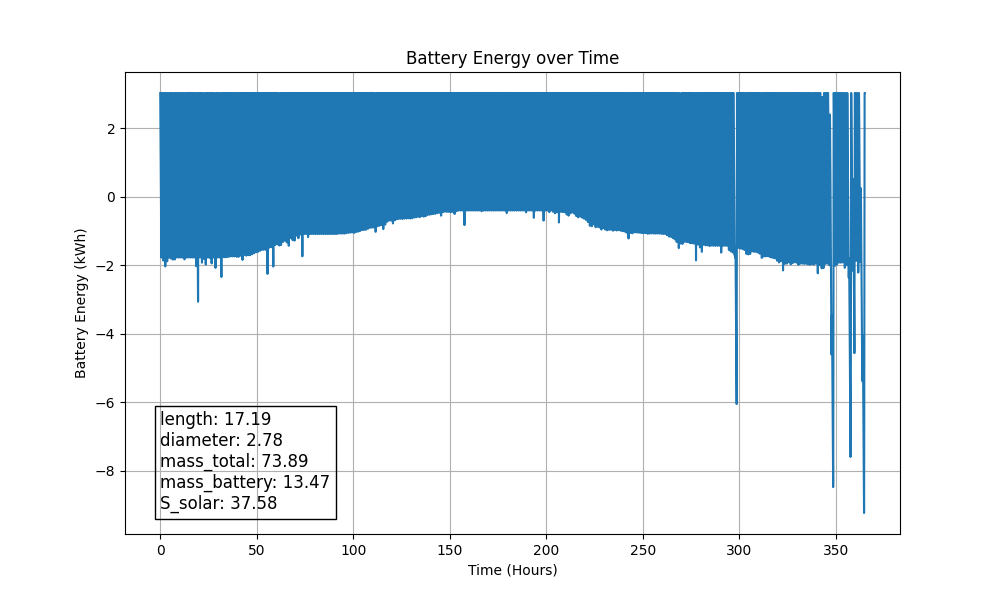 Battery Energy over Time
Battery Energy (kWh)
2
0
−2
−4
−6
−8
length: 17.19
diameter: 2.78
mass_total: 73.89
mass_battery: 13.47
S_solar: 37.58
0 50 100 150 200 250 300 350
Time (Hours)